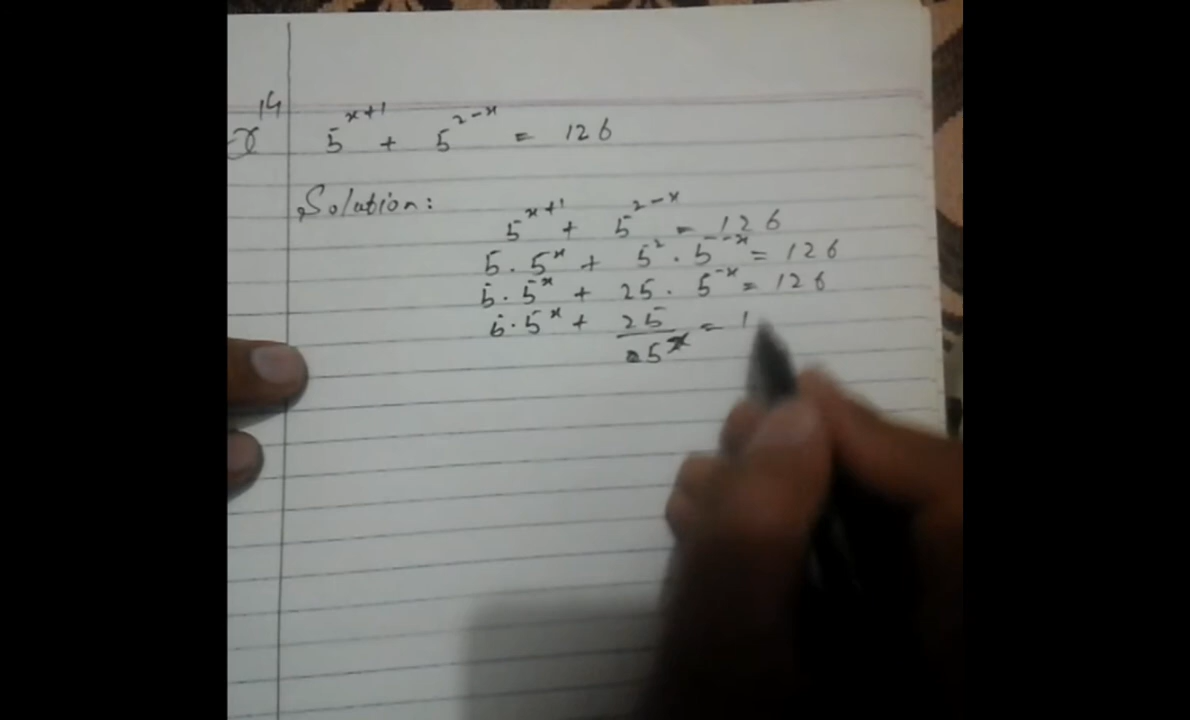 Q 14 5^{x+1} + 5^{2-x} = 126
Solution:
5^{x+1} + 5^{2-x} = 126
5 . 5^x + 5^2 . 5^{-x} = 126
5 . 5^x + 25 . 5^{-x} = 126
5 . 5^x + 25/5^x = 1